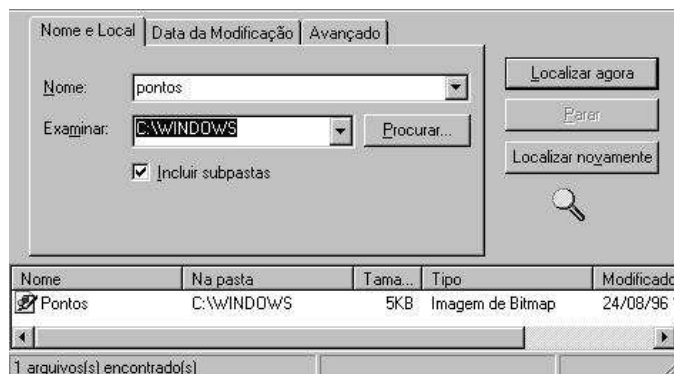 Nome e Local Data da Modificação Avançado
Nome: pontos
Localizar agora
Examinar: C:\WINDOWS Procurar...
Parar
Incluir subpastas
Localizar novamente
Nome Na pasta Tama... Tipo Modificado
Pontos C:\WINDOWS 5KB Imagem de Bitmap 24/08/96
1 arquivos(s) encontrado(s)